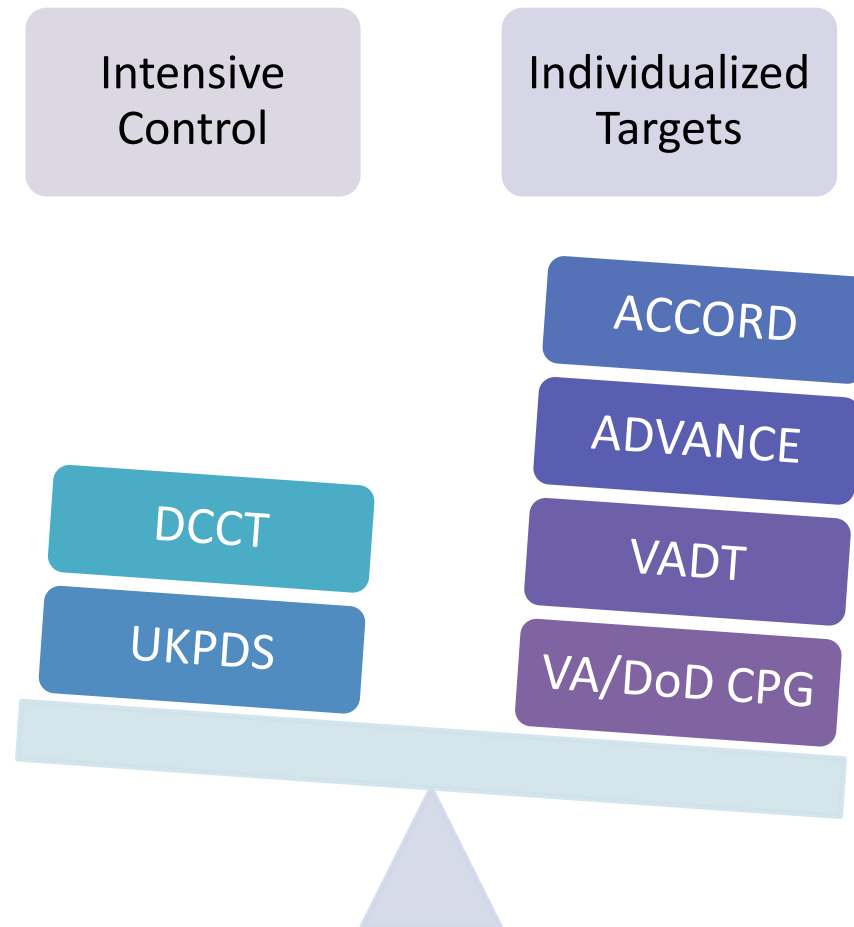 Intensive
Control
Individualized
Targets
ACCORD
ADVANCE
DCCT
VADT
UKPDS
VA/DoD CPG